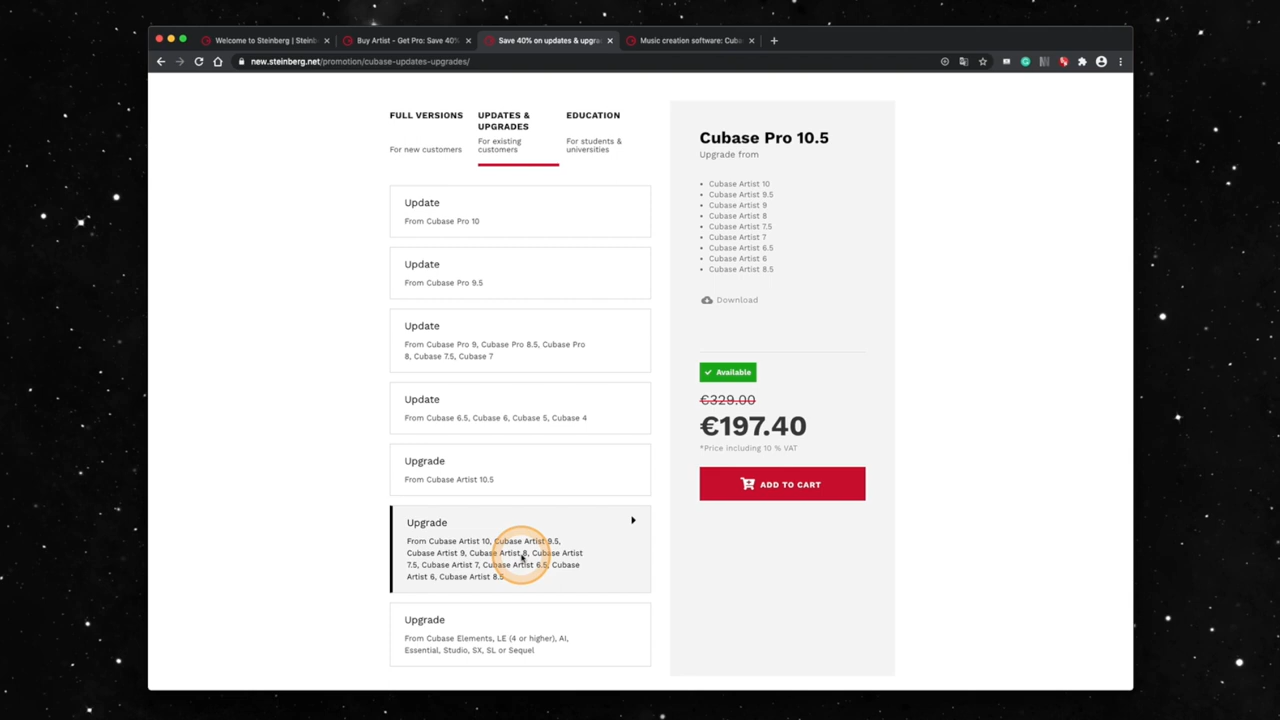 Welcome to Steinberg | Steinb
Buy Artist - Get Pro: Save 40%
Save 40% on updates & upgra
Music creation software: Cuba
new.steinberg.net/promotion/cubase-updates-upgrades/
FULL VERSIONS
For new customers
UPDATES &
UPGRADES
For existing
customers
EDUCATION
For students &
universities
Update
From Cubase Pro 10
Update
From Cubase Pro 9.5
Update
From Cubase Pro 9, Cubase Pro 8.5, Cubase Pro
8, Cubase 7.5, Cubase 7
Update
From Cubase 6.5, Cubase 6, Cubase 5, Cubase 4
Upgrade
From Cubase Artist 10.5
Upgrade
From Cubase Artist 10, Cubase Artist 9.5,
Cubase Artist 9, Cubase Artist 8, Cubase Artist
7.5, Cubase Artist 7, Cubase Artist 6.5, Cubase
Artist 6, Cubase Artist 8.5
Upgrade
From Cubase Elements, LE (4 or higher), AI,
Essential, Studio, SX, SL or Sequel
Cubase Pro 10.5
Upgrade from
• Cubase Artist 10
• Cubase Artist 9.5
• Cubase Artist 9
• Cubase Artist 8
• Cubase Artist 7.5
• Cubase Artist 7
• Cubase Artist 6.5
• Cubase Artist 6
• Cubase Artist 8.5
Download
Available
€329.00
€197.40
*Price including 10 % VAT
ADD TO CART